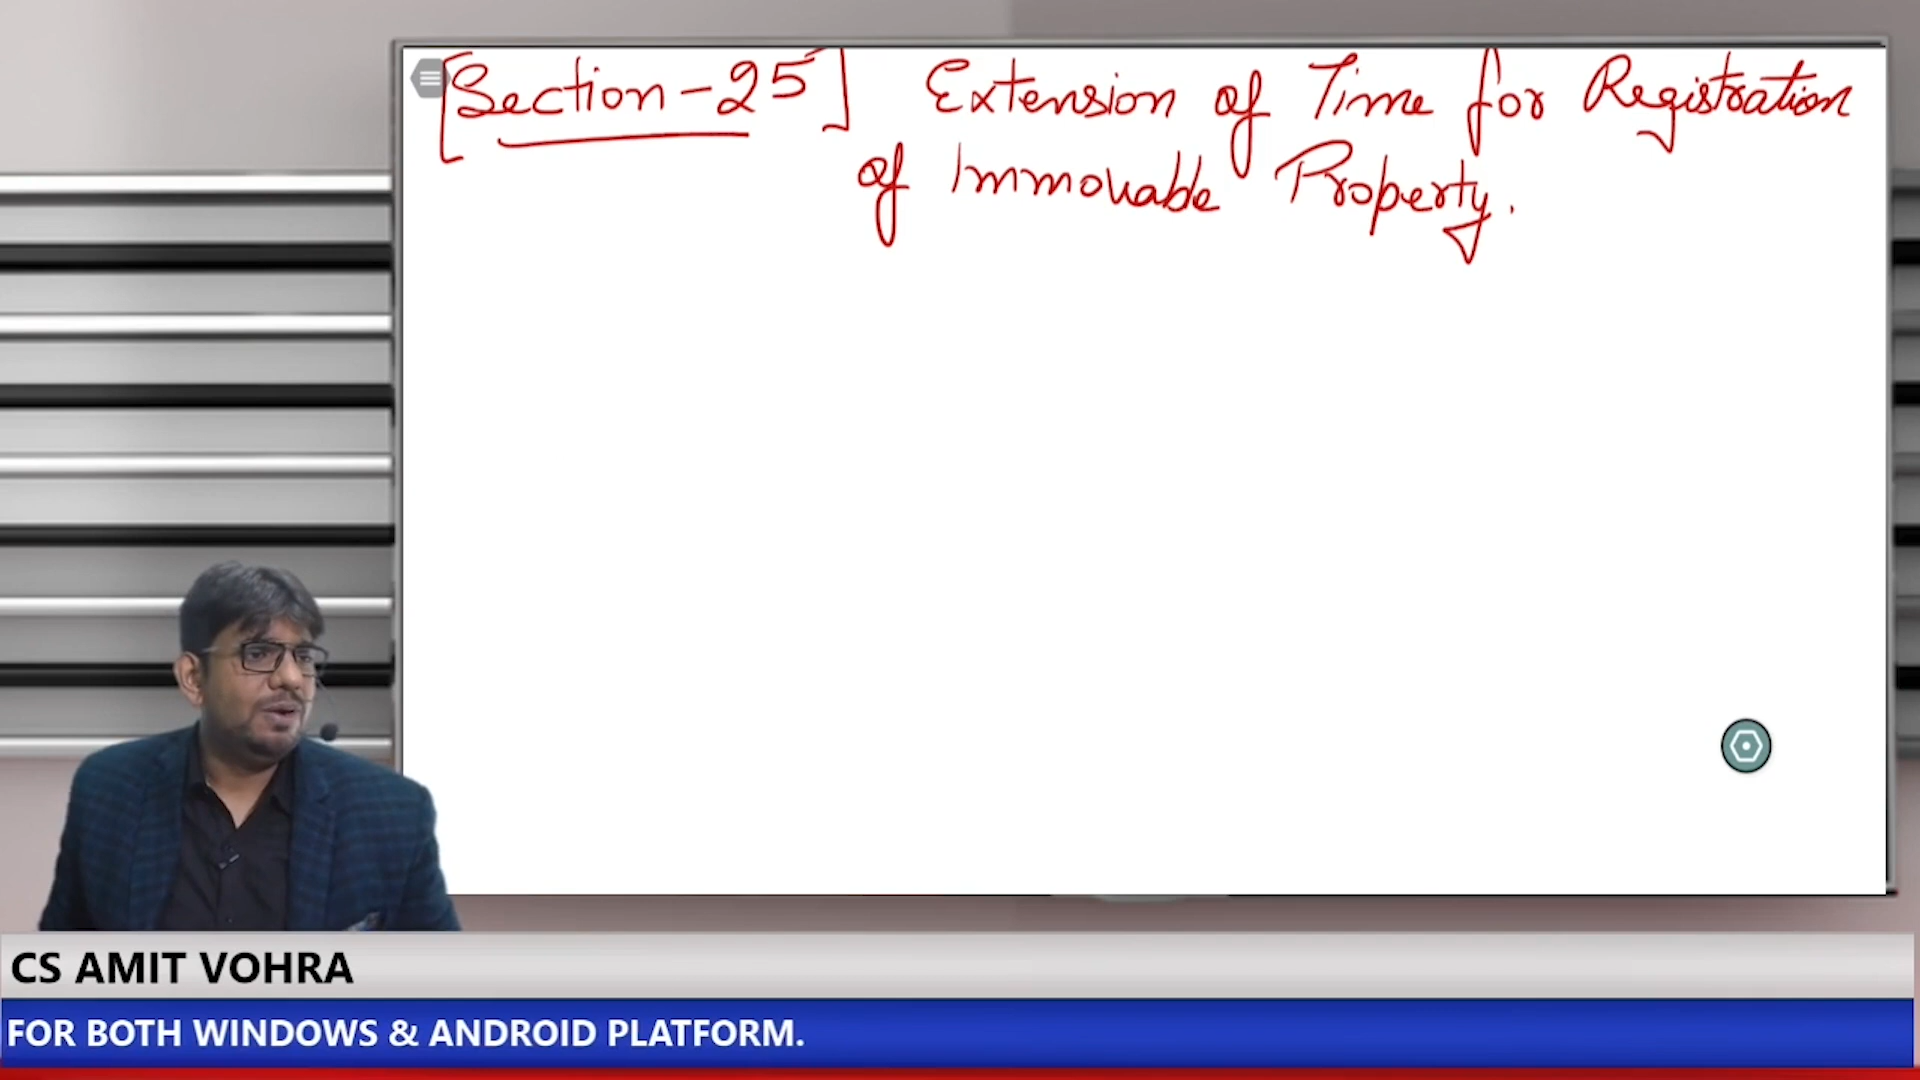 [Section-25] Extension of Time for Registration
of Immovable Property.
CS AMIT VOHRA
FOR BOTH WINDOWS & ANDROID PLATFORM.